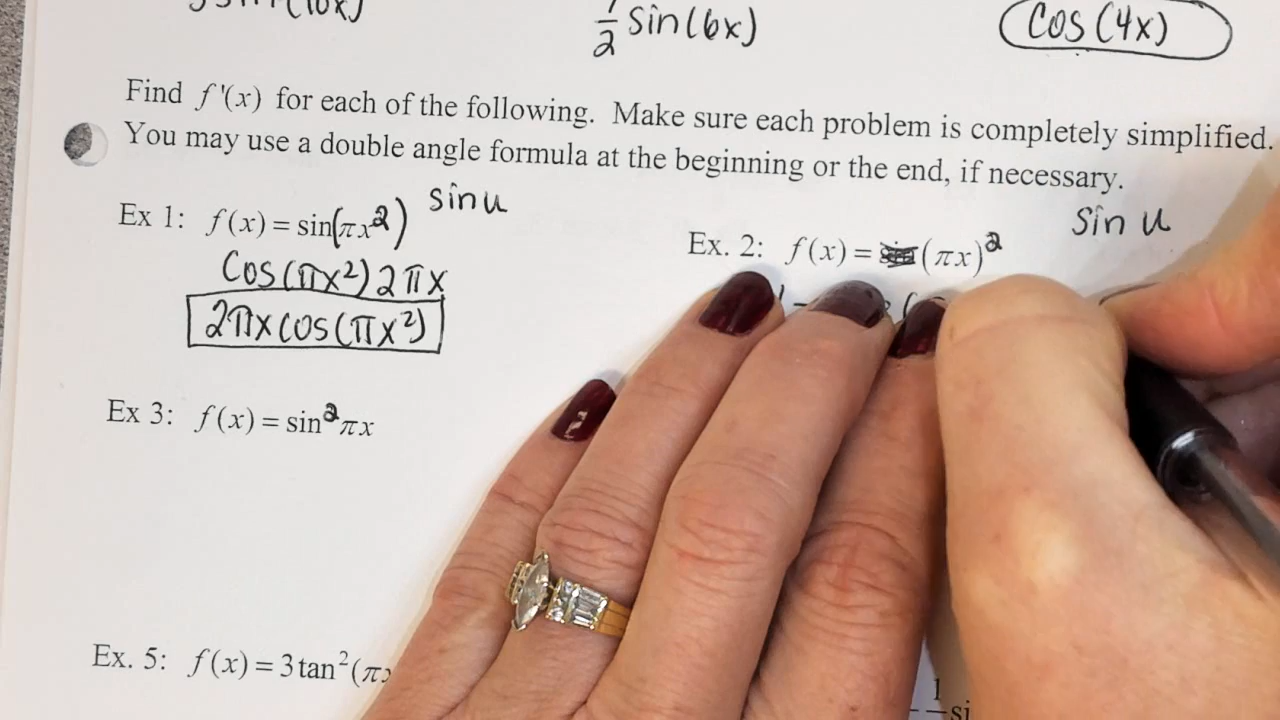 1/2 sin(6x)
cos(4x)
Find f'(x) for each of the following. Make sure each problem is completely simplified.
You may use a double angle formula at the beginning or the end, if necessary.
Ex 1: f(x) = sin(πx²) sin u
cos(πx²)2πx
2πx cos(πx²)
Ex. 2: f(x) = (πx)² sin u
Ex 3: f(x) = sin²πx
Ex. 5: f(x) = 3tan²(πx